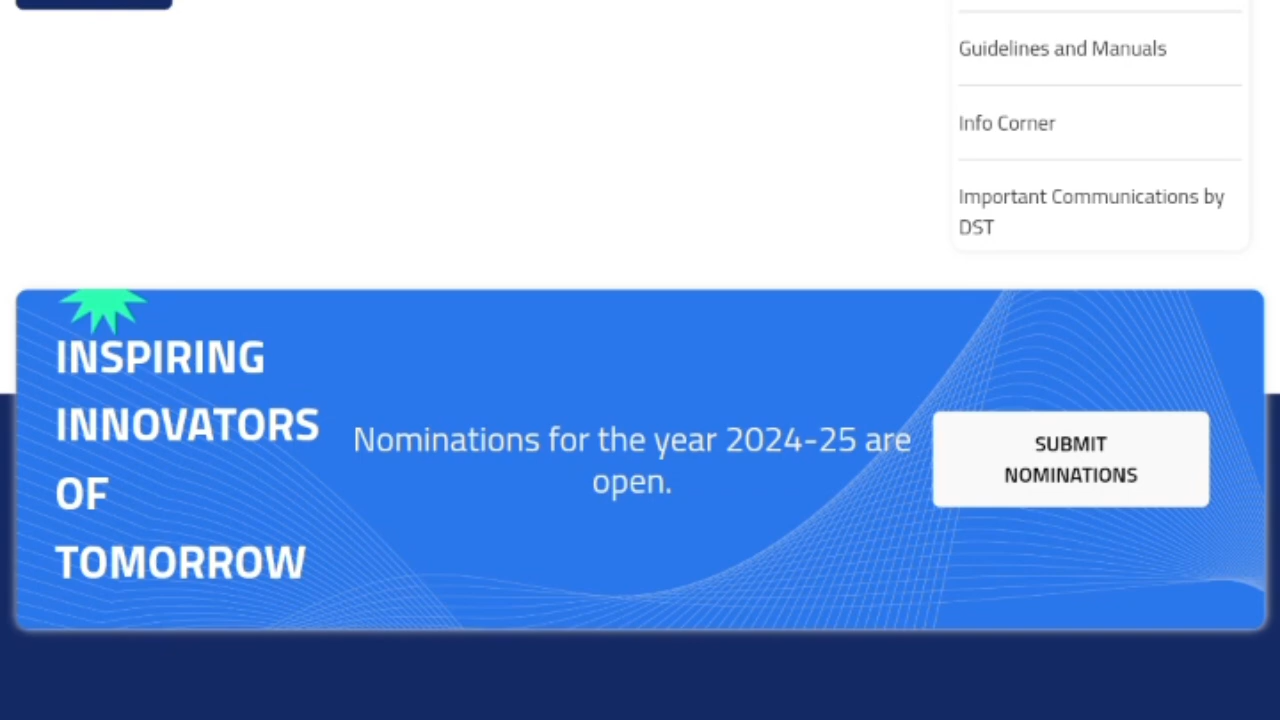 Guidelines and Manuals
Info Corner
Important Communications by
DST
INSPIRING
INNOVATORS
OF
TOMORROW
Nominations for the year 2024-25 are
open.
SUBMIT
NOMINATIONS